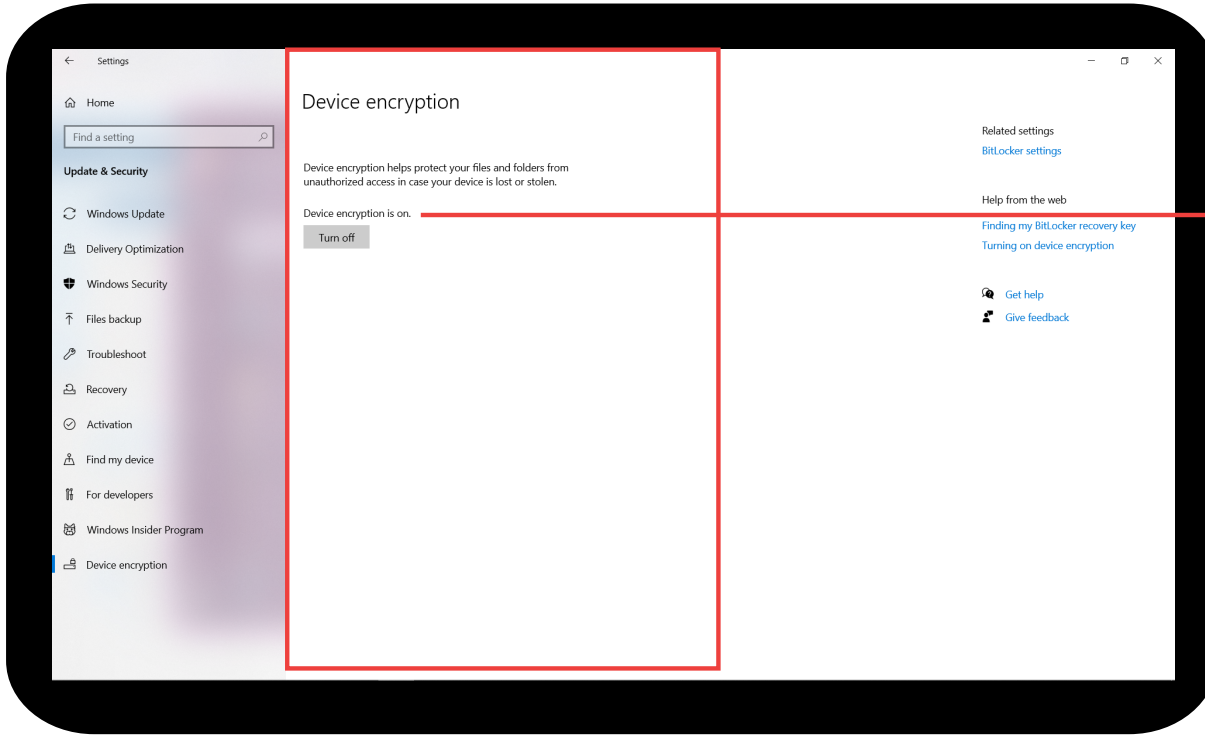 Settings
Home
Find a setting
Update & Security
Windows Update
Delivery Optimization
Windows Security
Files backup
Troubleshoot
Recovery
Activation
Find my device
For developers
Windows Insider Program
Device encryption
Device encryption
Device encryption helps protect your files and folders from
unauthorized access in case your device is lost or stolen.
Device encryption is on.
Turn off
Related settings
BitLocker settings
Help from the web
Finding my BitLocker recovery key
Turning on device encryption
Get help
Give feedback